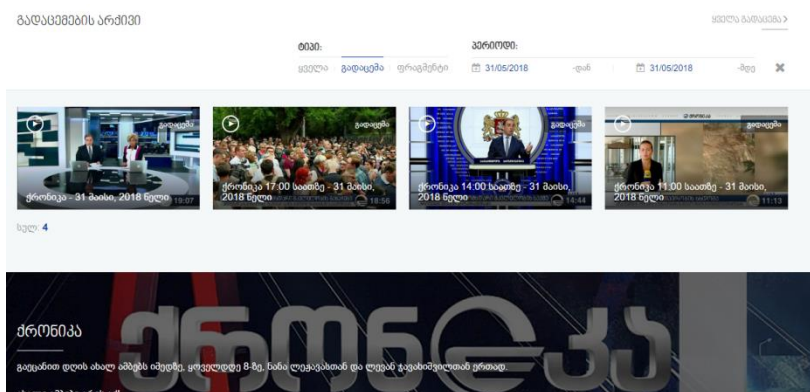 გადაცემების არქივი
ყველა გადაცემა >
ტიპი:
პერიოდი:
ყველა გადაცემა ფრაგმენტი 31/05/2018 -დან 31/05/2018 -მდე
გადაცემა
გადაცემა
გადაცემა
გადაცემა
ქრონიკა - 31 მაისი, 2018 წელი
19:07
ქრონიკა 17:00 საათზე - 31 მაისი,
2018 წელი
18:56
ქრონიკა 14:00 საათზე - 31 მაისი,
2018 წელი
14:44
ქრონიკა 11:00 საათზე - 31 მაისი,
2018 წელი
11:13
სულ: 4
ქრონიკა
ქრონიკა
გაეცანით დღის ახალ ამბებს იმედზე, ყოველდღე 8-ზე, ნანა ლეჟავასთან და ლევან ჯავახიშვილთან ერთად.